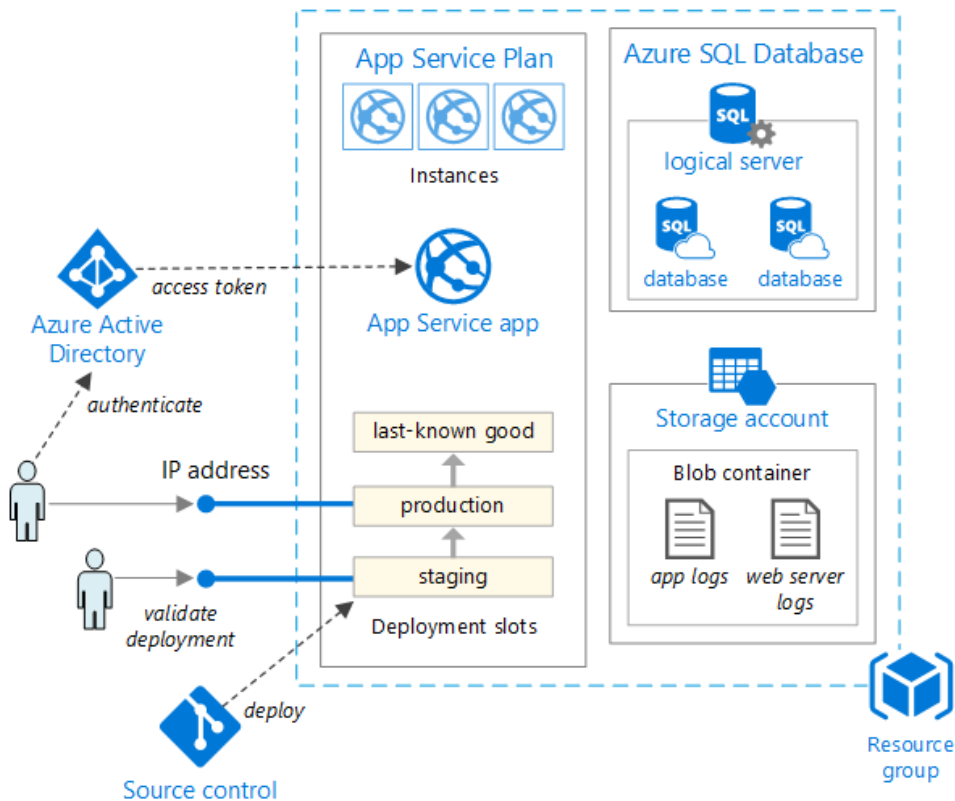 App Service Plan
Instances
Azure SQL Database
SQL
logical server
SQL
SQL
database
database
access token
Azure Active
Directory
App Service app
authenticate
last-known good
IP address
production
staging
validate
deployment
Deployment slots
deploy
Source control
Storage account
Blob container
app logs
web server
logs
Resource
group